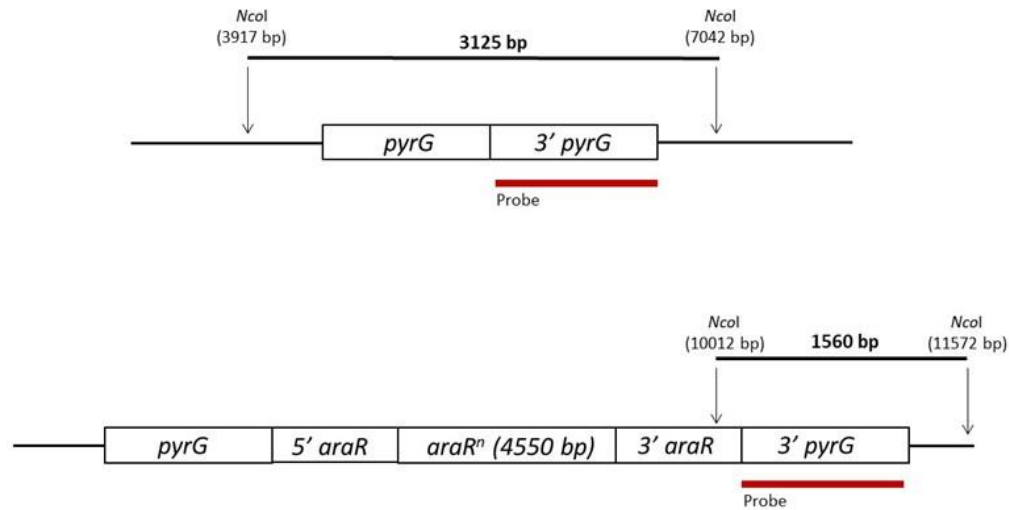 NcoI
(3917 bp)
3125 bp
NcoI
(7042 bp)
pyrG
3′ pyrG
Probe
NcoI
(10012 bp)
1560 bp
NcoI
(11572 bp)
pyrG
5′ araR
araRⁿ (4550 bp)
3′ araR
3′ pyrG
Probe